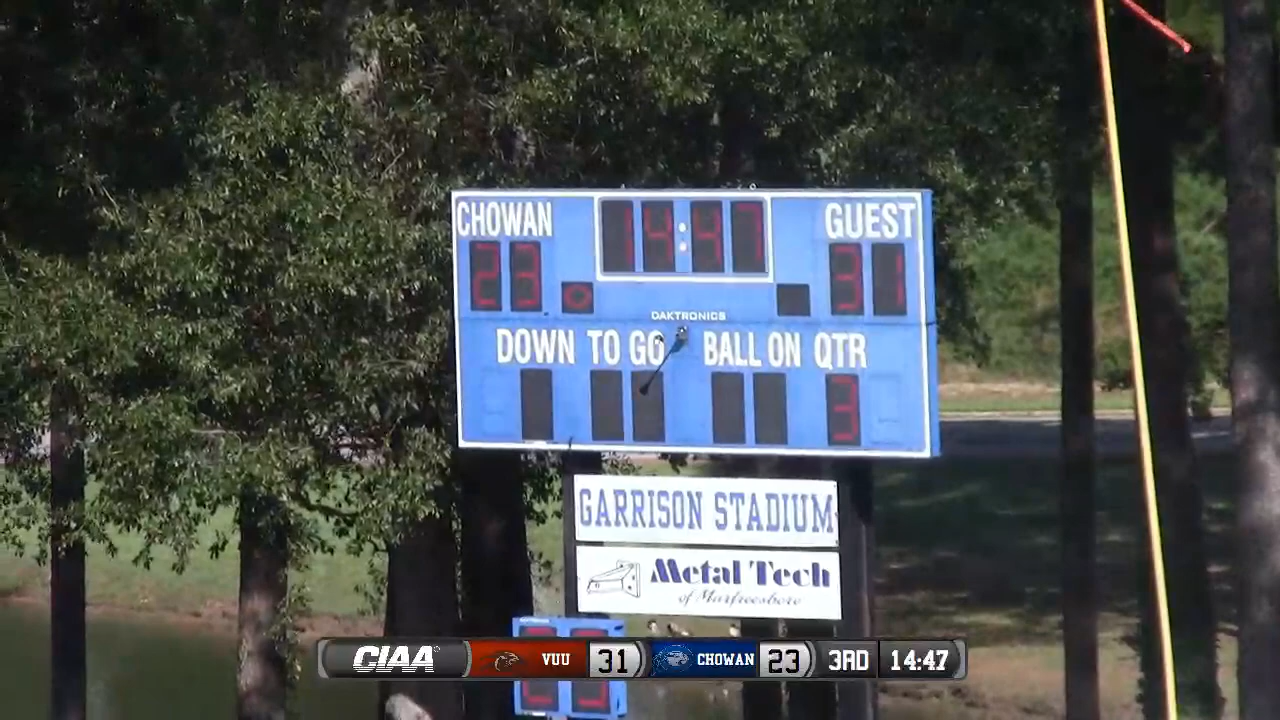 CHOWAN 14:47 GUEST
23 0 31
DAKTRONICS
DOWN TO GO BALL ON QTR
3
GARRISON STADIUM
Metal Tech
of Murfreesboro
CIAA VUU 31 CHOWAN 23 3RD 14:47